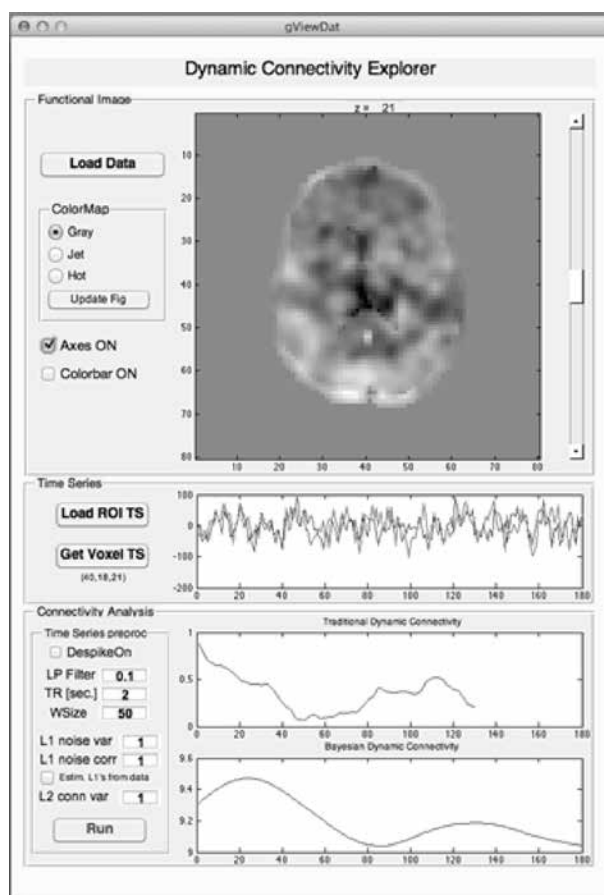 gViewDat
Dynamic Connectivity Explorer
Functional Image
z = 21
Load Data
ColorMap
Gray
Jet
Hot
Update Fig
Axes ON
Colorbar ON
10
20
30
40
50
60
70
80
10 20 30 40 50 60 70 80
Time Series
Load ROI TS
Get Voxel TS
[40,18,21]
100
0
-100
-200
0 20 40 60 80 100 120 140 160 180
Connectivity Analysis
Time Series preproc
DespikeOn
LP Filter 0.1
TR [sec.] 2
WSize 50
L1 noise var 1
L1 noise corr 1
Estim. L1's from data
L2 conn var 1
Run
Traditional Dynamic Connectivity
1
0.5
0
0 20 40 60 80 100 120 140 160 180
Bayesian Dynamic Connectivity
9.6
9.4
9.2
9
0 20 40 60 80 100 120 140 160 180